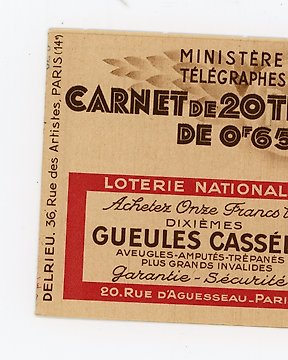 MINISTÈRE
TÉLÉGRAPHES
CARNET DE 20 T
DE 0F65
LOTERIE NATIONAL
Achetez Onze Francs
DIXIÈMES
GUEULES CASSÉ
AVEUGLES-AMPUTÉS-TRÉPANÉS
PLUS GRANDS INVALIDES
Garantie - Sécurité
20. RUE D'AGUESSEAU-PARI
DELRIEU. 36, Rue des Artistes, PARIS (14e